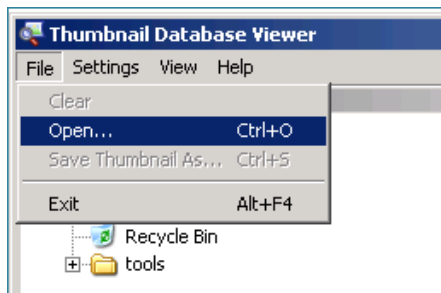 Thumbnail Database Viewer
File Settings View Help
Clear
Open... Ctrl+O
Save Thumbnail As... Ctrl+S
Exit Alt+F4
Recycle Bin
tools